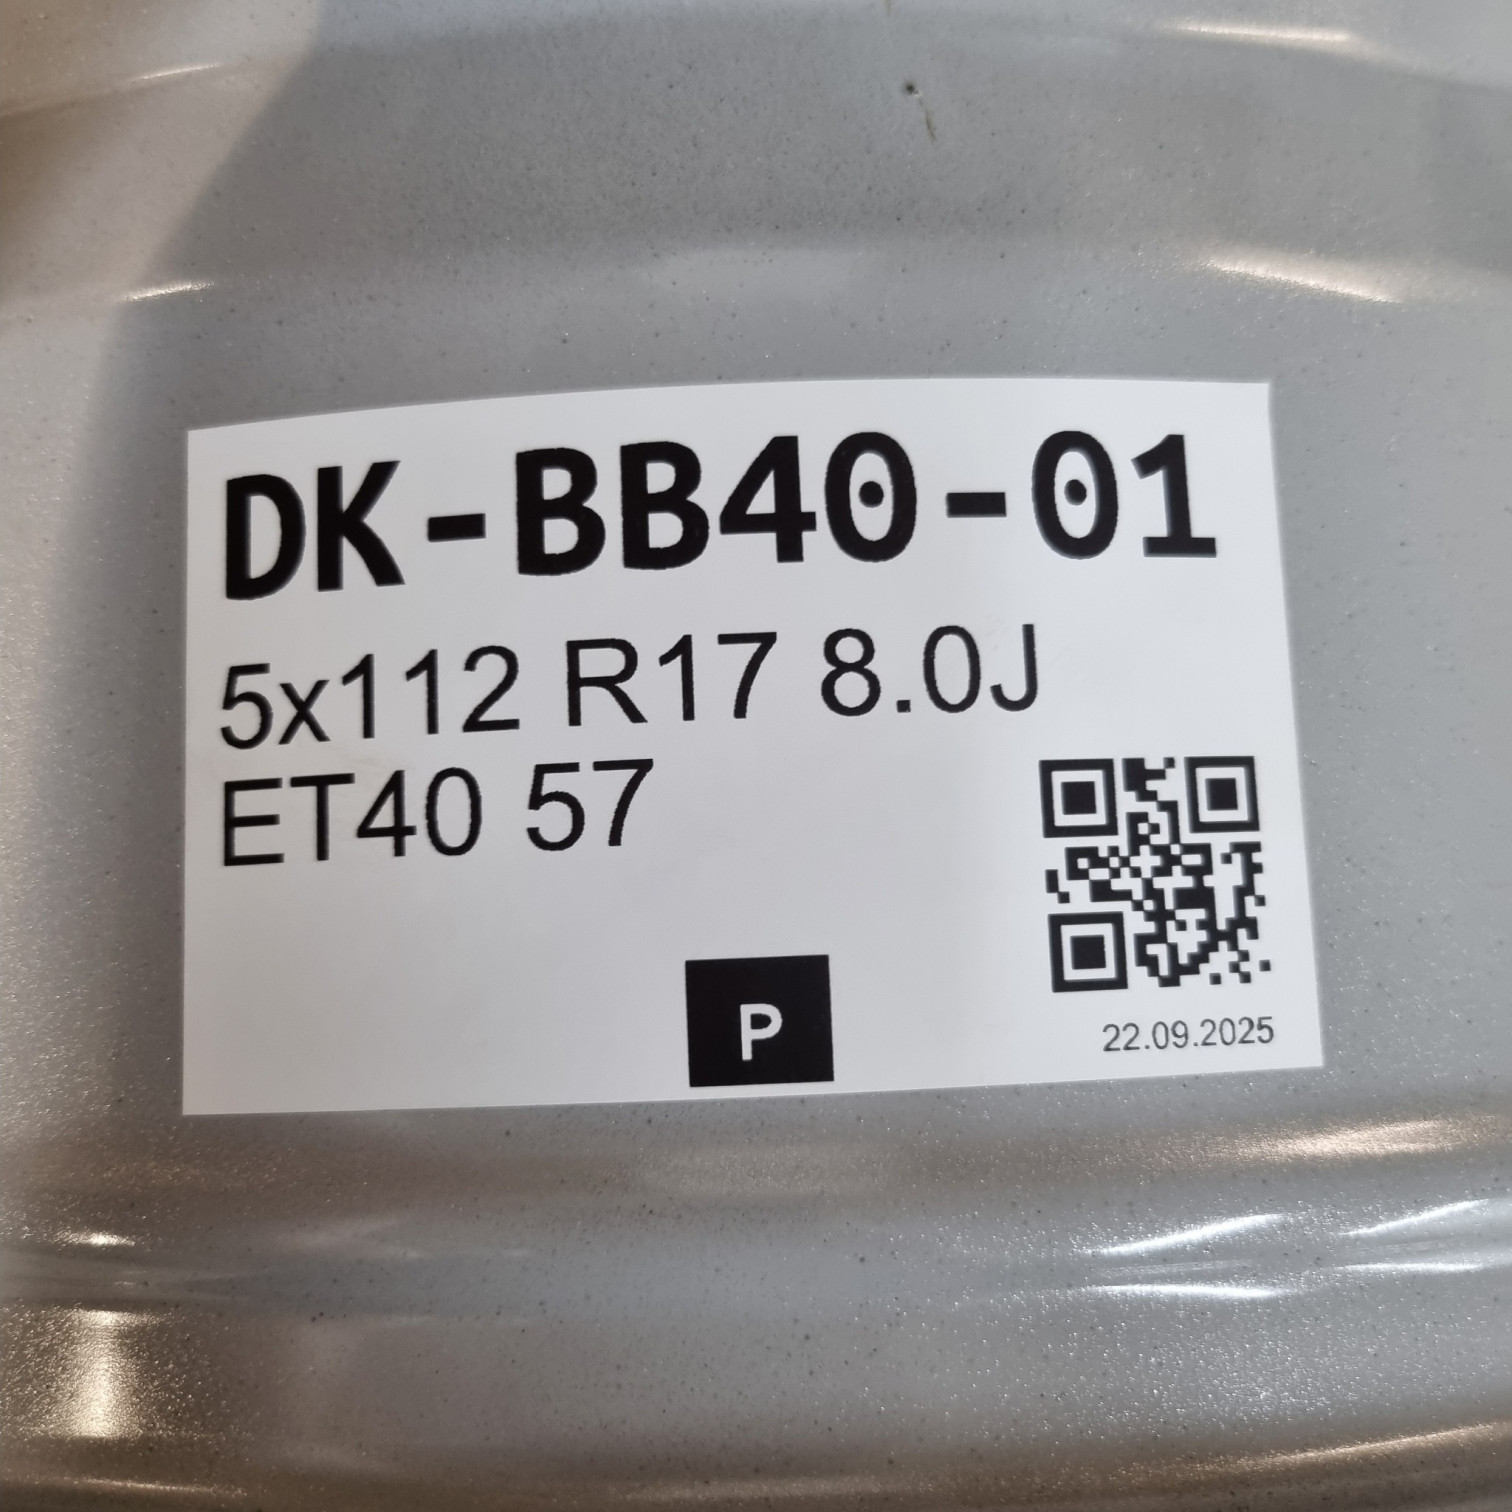 DK-BB40-01
5x112 R17 8.0J
ET40 57
P
22.09.2025